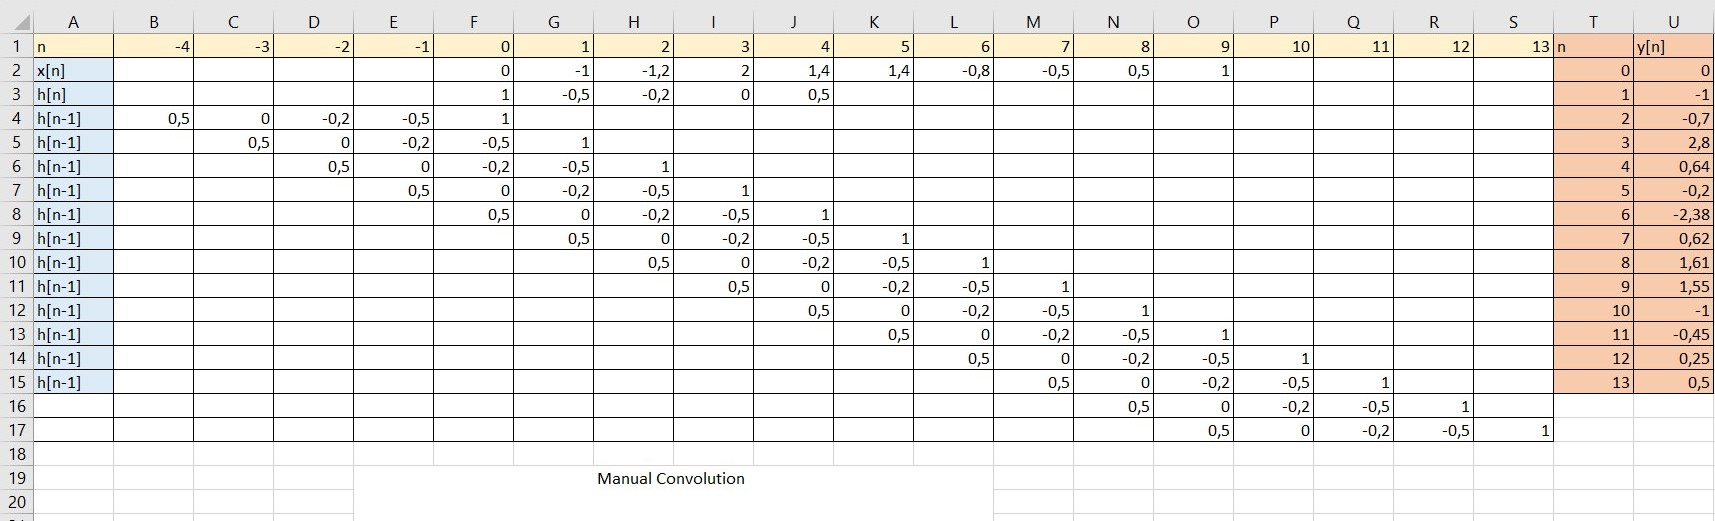 A B C D E F G H I J K L M N O P Q R S T U
1 n -4 -3 -2 -1 0 1 2 3 4 5 6 7 8 9 10 11 12 13 n y[n]
2 x[n] 0 -1 -1,2 2 1,4 1,4 -0,8 -0,5 0,5 1 0 0
3 h[n] 1 -0,5 -0,2 0 0,5 1 -1
4 h[n-1] 0,5 0 -0,2 -0,5 1 2 -0,7
5 h[n-1] 0,5 0 -0,2 -0,5 1 3 2,8
6 h[n-1] 0,5 0 -0,2 -0,5 1 4 0,64
7 h[n-1] 0,5 0 -0,2 -0,5 1 5 -0,2
8 h[n-1] 0,5 0 -0,2 -0,5 1 6 -2,38
9 h[n-1] 0,5 0 -0,2 -0,5 1 7 0,62
10 h[n-1] 0,5 0 -0,2 -0,5 1 8 1,61
11 h[n-1] 0,5 0 -0,2 -0,5 1 9 1,55
12 h[n-1] 0,5 0 -0,2 -0,5 1 10 -1
13 h[n-1] 0,5 0 -0,2 -0,5 1 11 -0,45
14 h[n-1] 0,5 0 -0,2 -0,5 1 12 0,25
15 h[n-1] 0,5 0 -0,2 -0,5 1 13 0,5
16 0,5 0 -0,2 -0,5 1
17 0,5 0 -0,2 -0,5 1
18
19 Manual Convolution
20